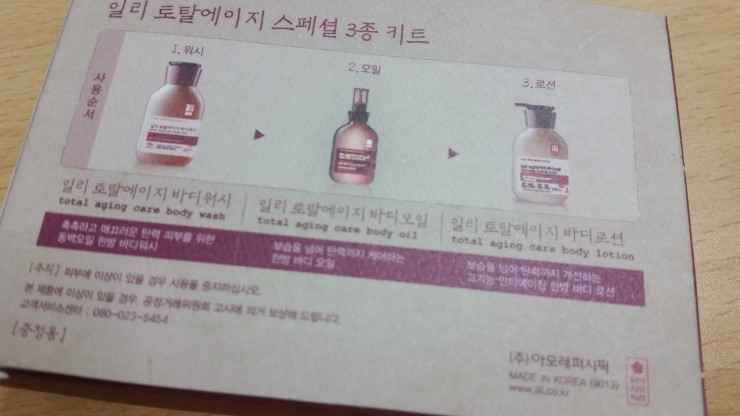 일리 토탈에이지 스페셜 3종 키트
사용순서
1. 워시
2. 오일
3. 로션
일리 토탈에이지 바디워시
total aging care body wash
일리 토탈에이지 바디오일
total aging care body oil
일리 토탈에이지 바디로션
total aging care body lotion
촉촉하고 매끄러운 탄력 피부를 위한
동백오일 한방 바디워시
보습을 넘어 탄력까지 케어하는
한방 바디 오일
보습을 넘어 탄력까지 개선하는
고기능 안티에이징 한방 바디 로션
[주의] 피부에 이상이 있을 경우 사용을 중지하십시오.
본 제품에 이상이 있을 경우, 공정거래위원회 고시에 의거 보상해 드립니다.
고객서비스센터 : 080-023-5454
[증정용]
(주)아모레퍼시픽
MADE IN KOREA (9013)
www.illi.co.kr